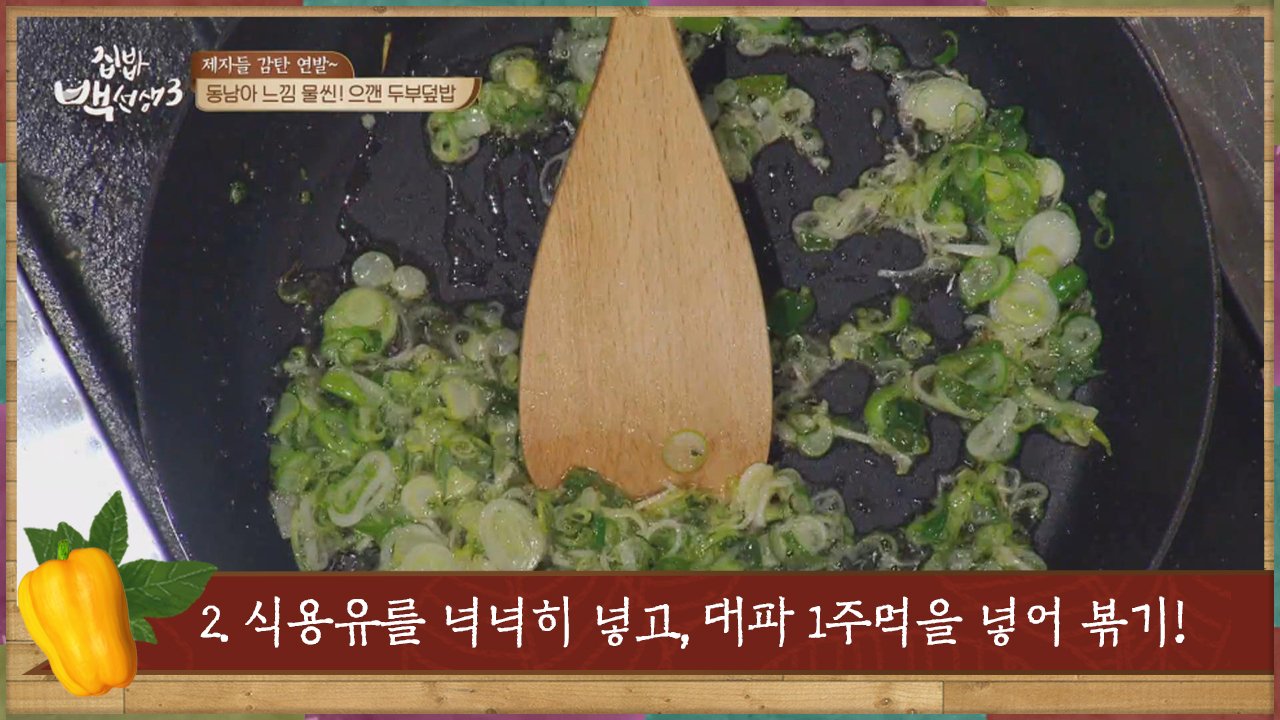 집밥
백선생3
제자들 감탄 연발~
동남아 느낌 물씬! 으깬 두부덮밥
2. 식용유를 넉넉히 넣고, 대파 1주먹을 넣어 볶기!